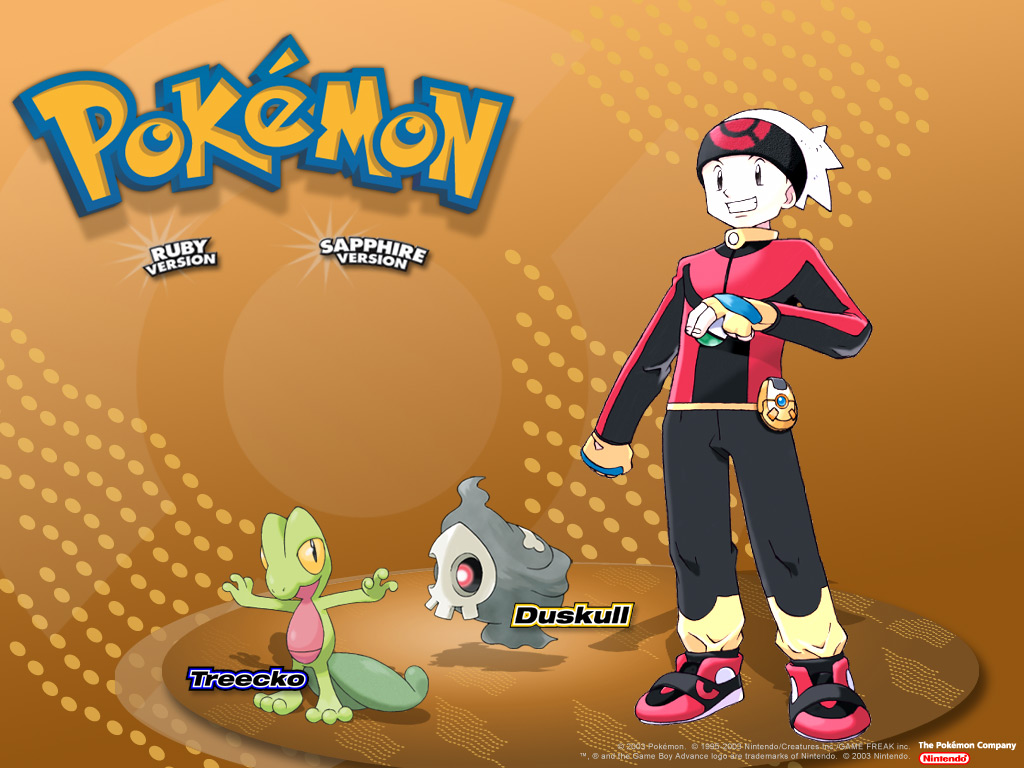 POKéMON
RUBY
VERSION
SAPPHIRE
VERSION
Duskull
Treecko
© 2003 Pokémon. © 1995-2003 Nintendo/Creatures Inc./GAME FREAK inc.
™, ® and the Game Boy Advance logo are trademarks of Nintendo. © 2003 Nintendo.
The Pokémon Company
Nintendo